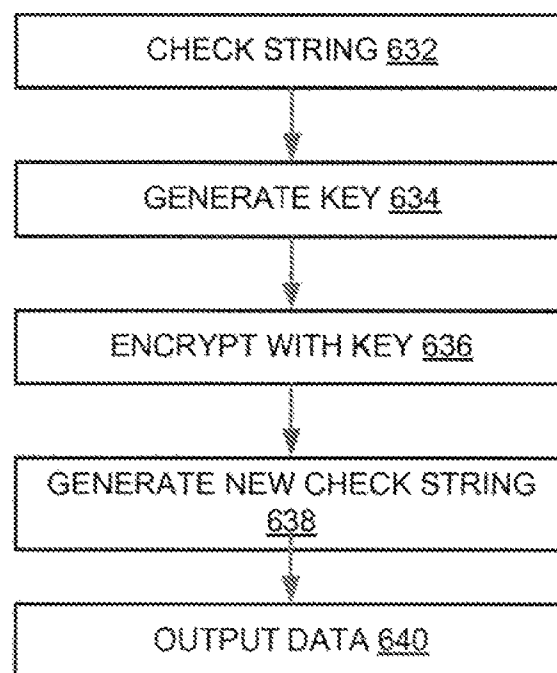 CHECK STRING 632
GENERATE KEY 634
ENCRYPT WITH KEY 636
GENERATE NEW CHECK STRING
638
OUTPUT DATA 640